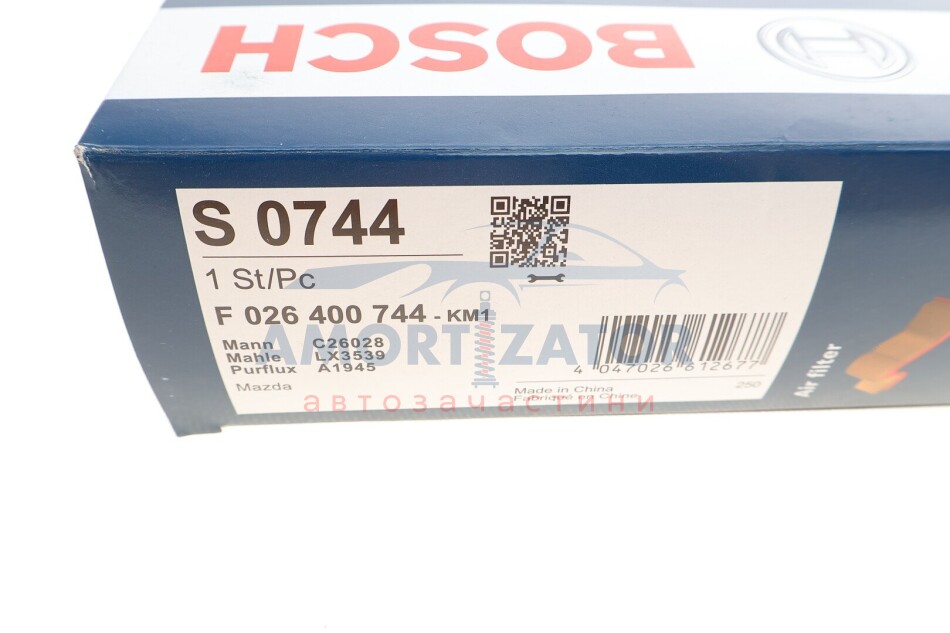 BOSCH
S 0744
1 St/Pc
F 026 400 744 - KM1
Mann C26028
Mahle LX3539
Purflux A1945
Mazda
4 047026 612677
Made in China
Fabriqué en Chine
250
Air filter
AMORTIZATOR
автозачастини